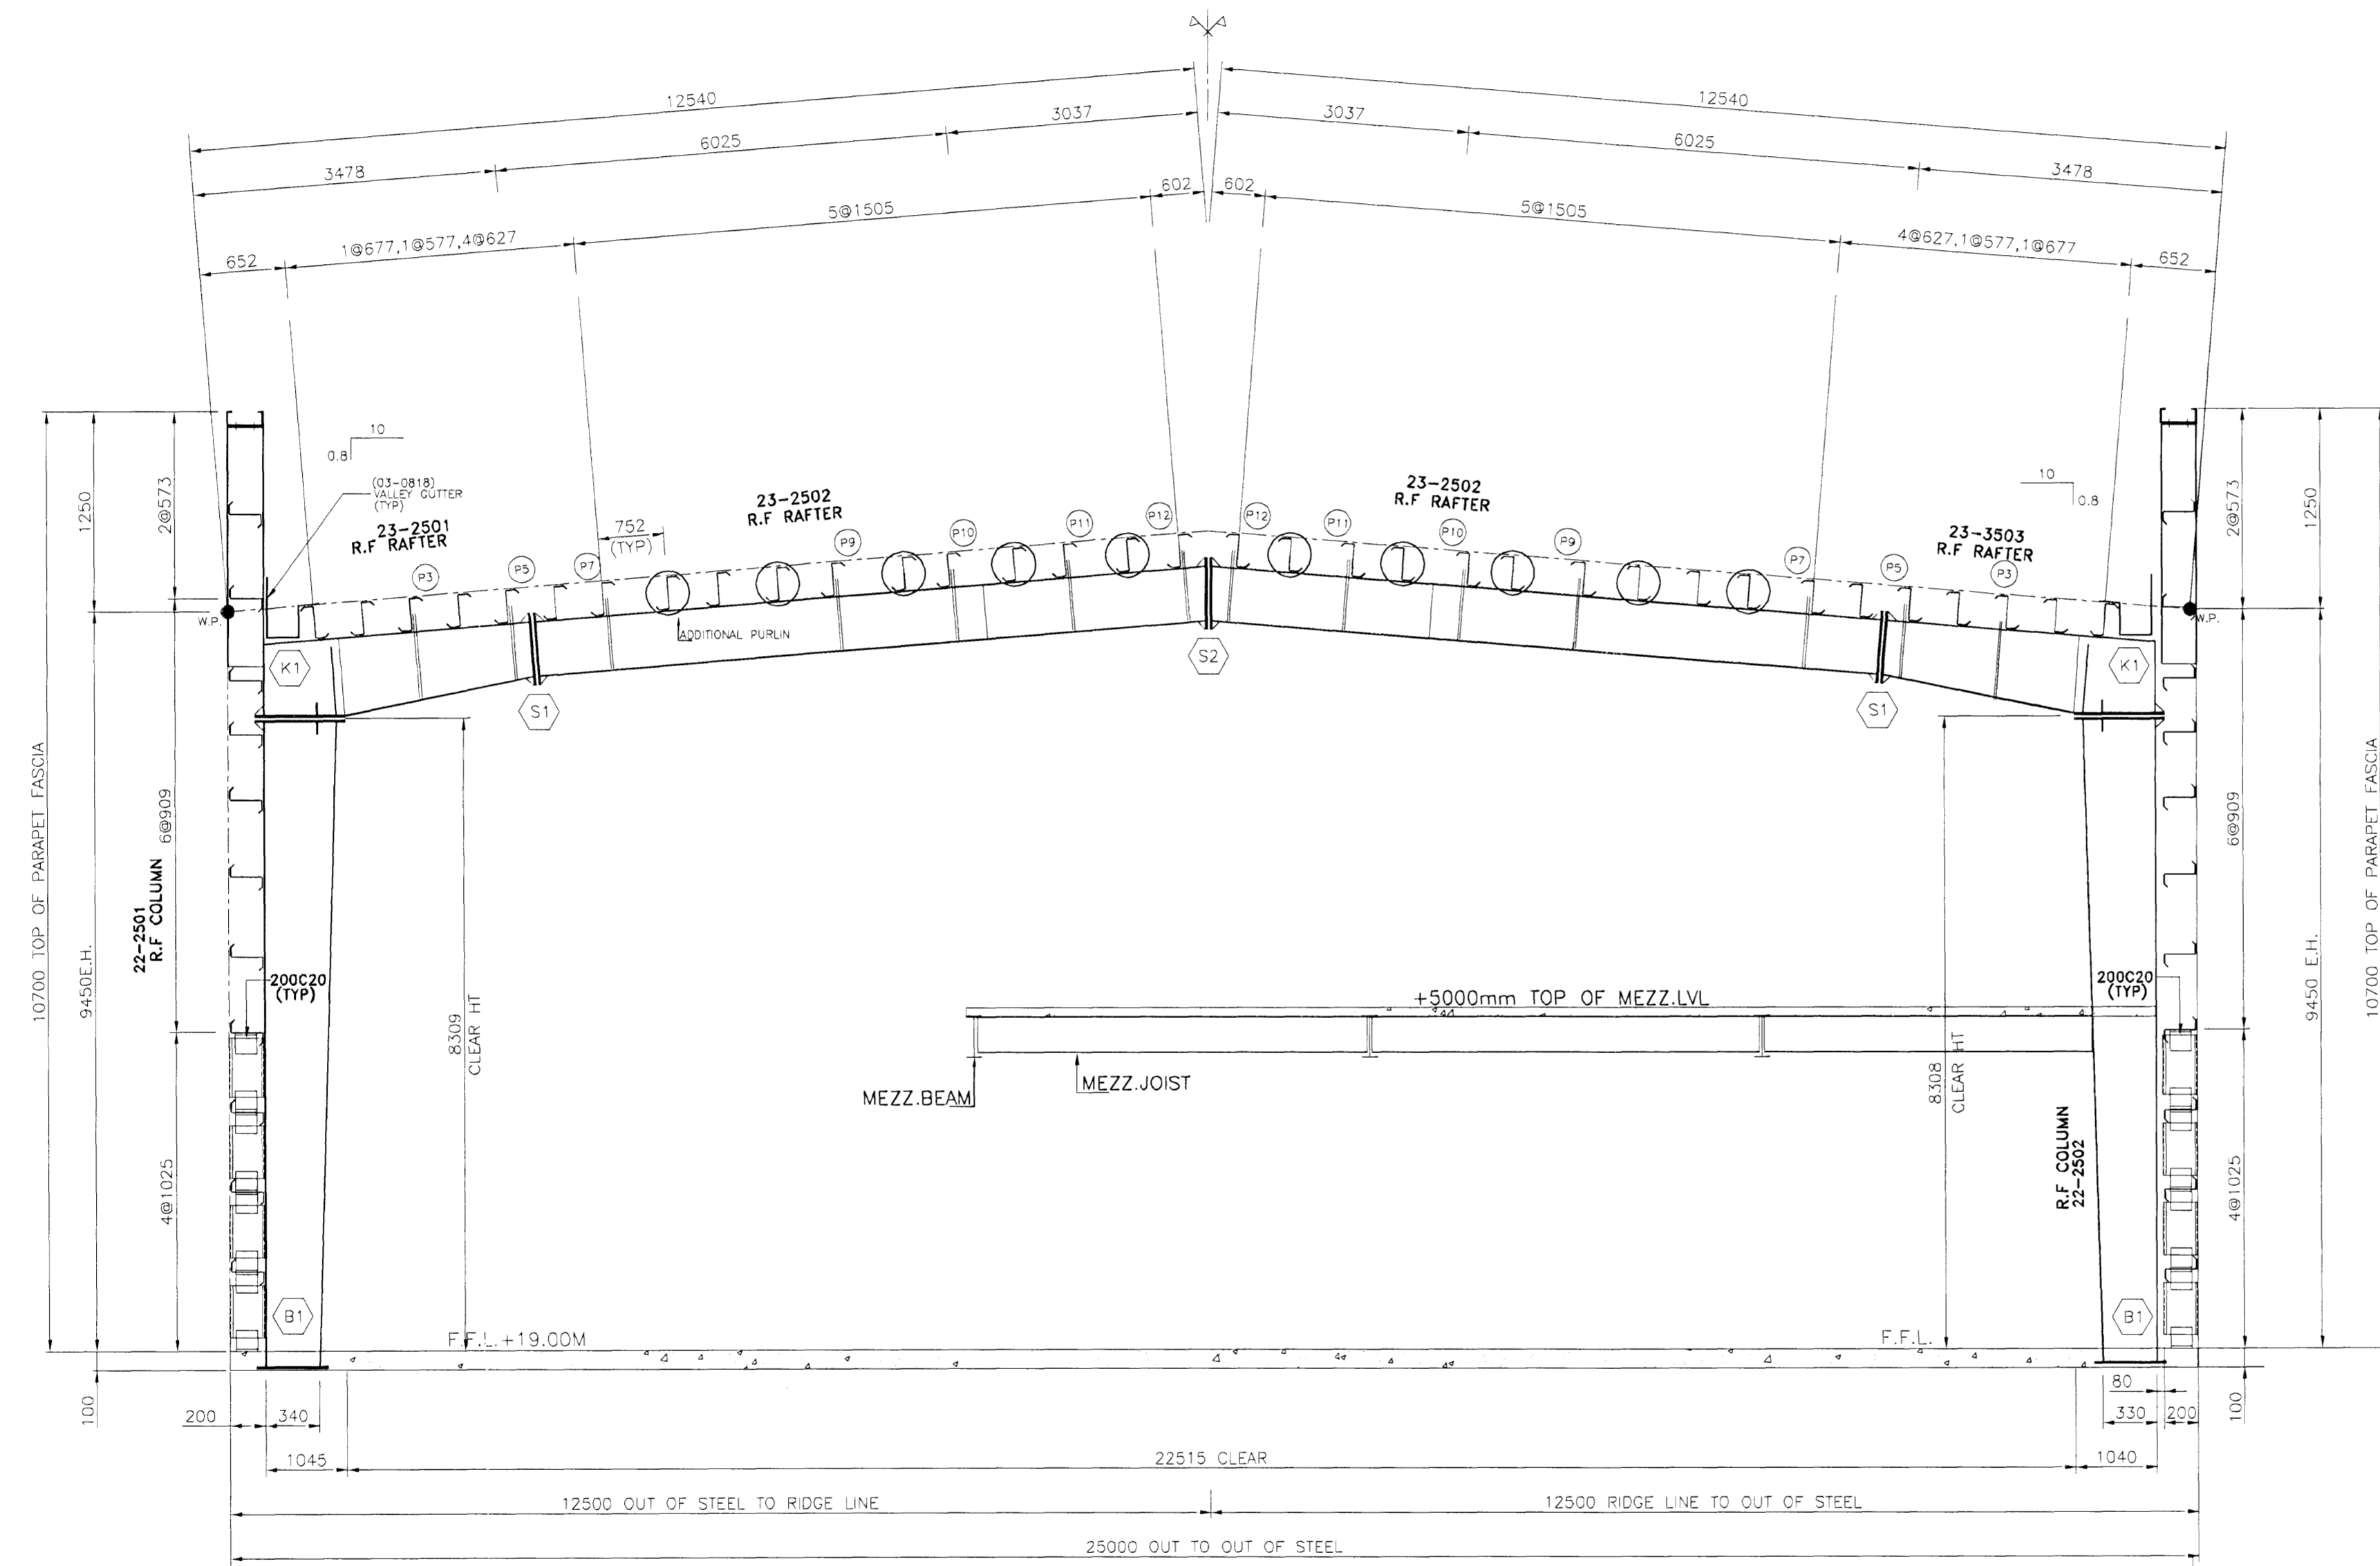 12540
12540
3037
3037
6025
6025
3478
3478
602
602
5@1505
5@1505
1@677,1@577,4@627
4@627,1@577,1@677
652
652
10
0.8
(03-0818)
VALLEY GUTTER
(TYP)
23-2501
R.F RAFTER
23-2502
R.F RAFTER
23-2502
R.F RAFTER
23-3503
R.F RAFTER
10
0.8
752
(TYP)
P3
P5
P7
P9
P10
P11
P12
P12
P11
P10
P9
P7
P5
P3
W.P.
W.P.
ADDITIONAL PURLIN
K1
S1
S2
S1
K1
1250
2@573
2@573
1250
10700 TOP OF PARAPET FASCIA
9450E.H.
22-2501
R.F COLUMN
6@909
4@1025
200C20
(TYP)
8309
CLEAR HT
+5000mm TOP OF MEZZ.LVL
MEZZ.BEAM
MEZZ.JOIST
8308
CLEAR HT
R.F COLUMN
22-2502
200C20
(TYP)
6@909
4@1025
9450 E.H.
10700 TOP OF PARAPET FASCIA
B1
B1
F.F.L.+19.00M
F.F.L.
100
200
340
80
330
200
100
1045
22515 CLEAR
1040
12500 OUT OF STEEL TO RIDGE LINE
12500 RIDGE LINE TO OUT OF STEEL
25000 OUT TO OUT OF STEEL